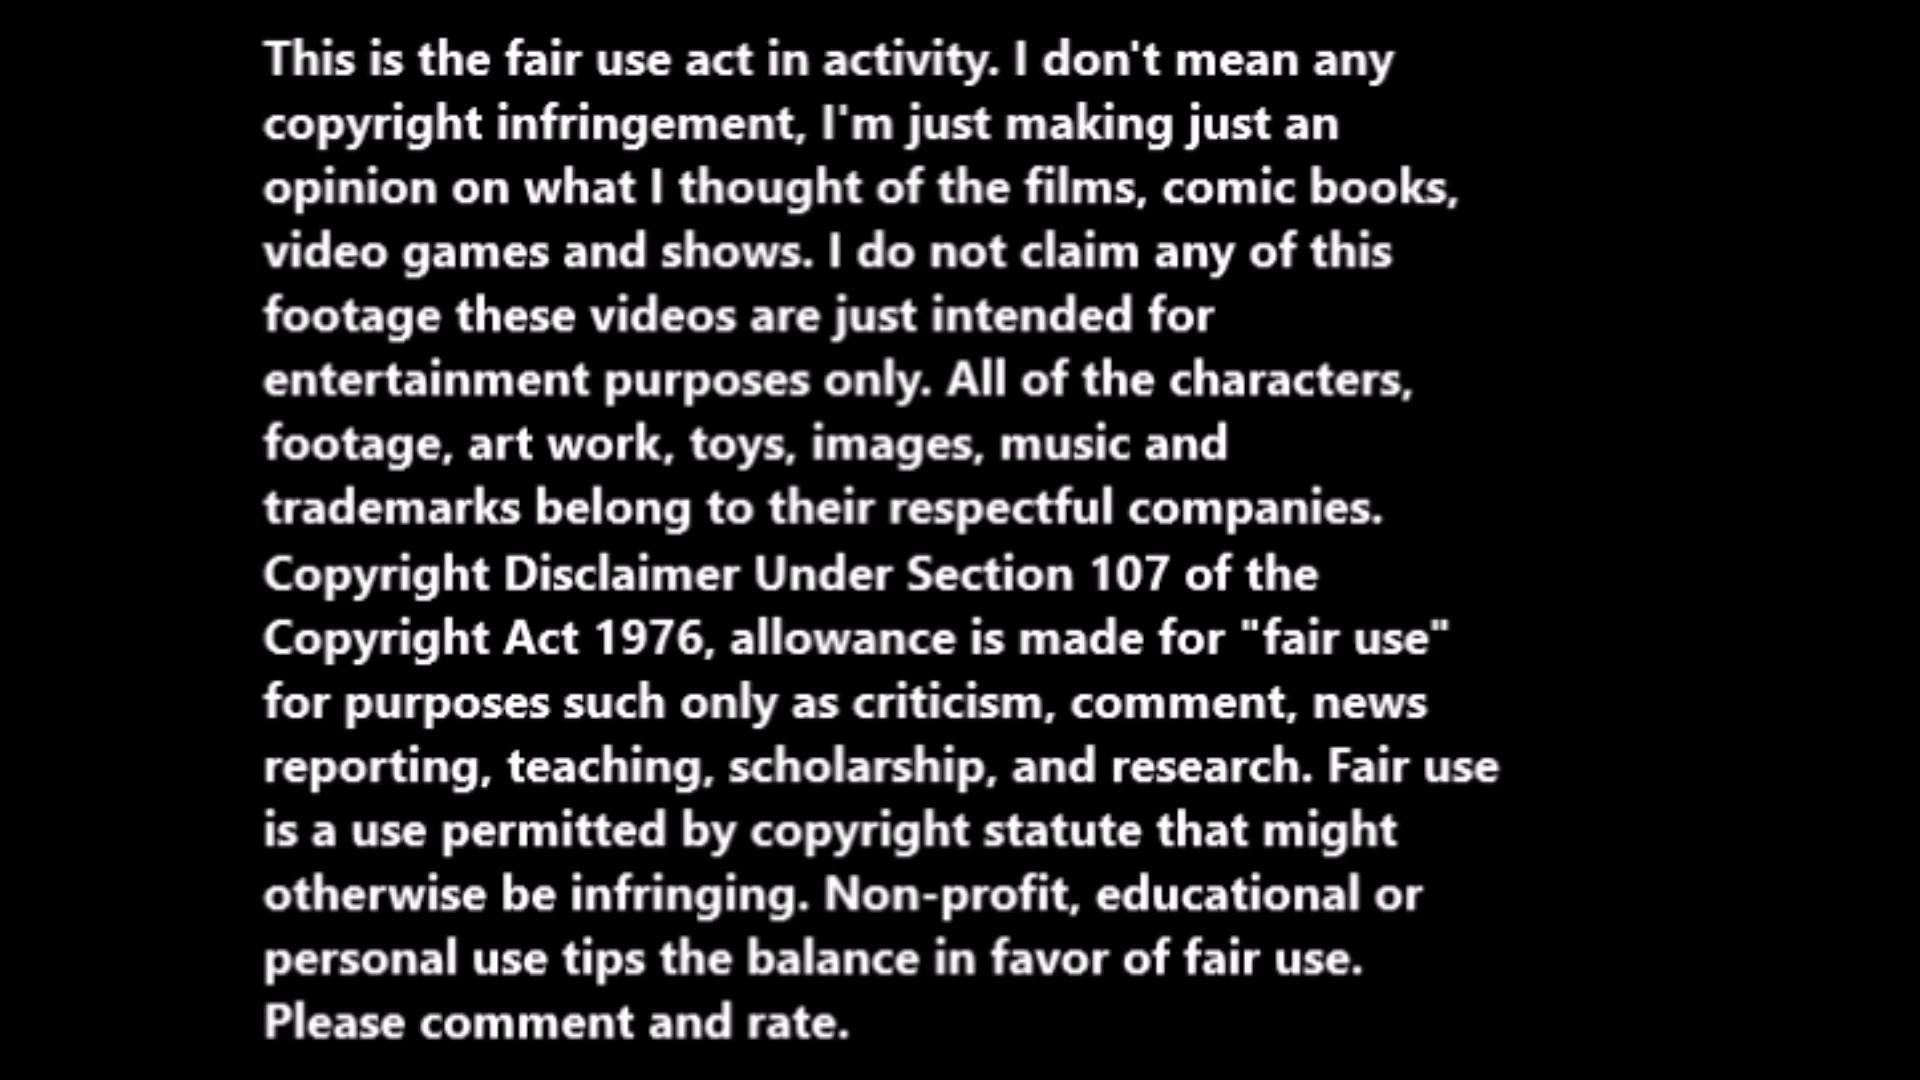 This is the fair use act in activity. I don't mean any
copyright infringement, I'm just making just an
opinion on what I thought of the films, comic books,
video games and shows. I do not claim any of this
footage these videos are just intended for
entertainment purposes only. All of the characters,
footage, art work, toys, images, music and
trademarks belong to their respectful companies.
Copyright Disclaimer Under Section 107 of the
Copyright Act 1976, allowance is made for "fair use"
for purposes such only as criticism, comment, news
reporting, teaching, scholarship, and research. Fair use
is a use permitted by copyright statute that might
otherwise be infringing. Non-profit, educational or
personal use tips the balance in favor of fair use.
Please comment and rate.